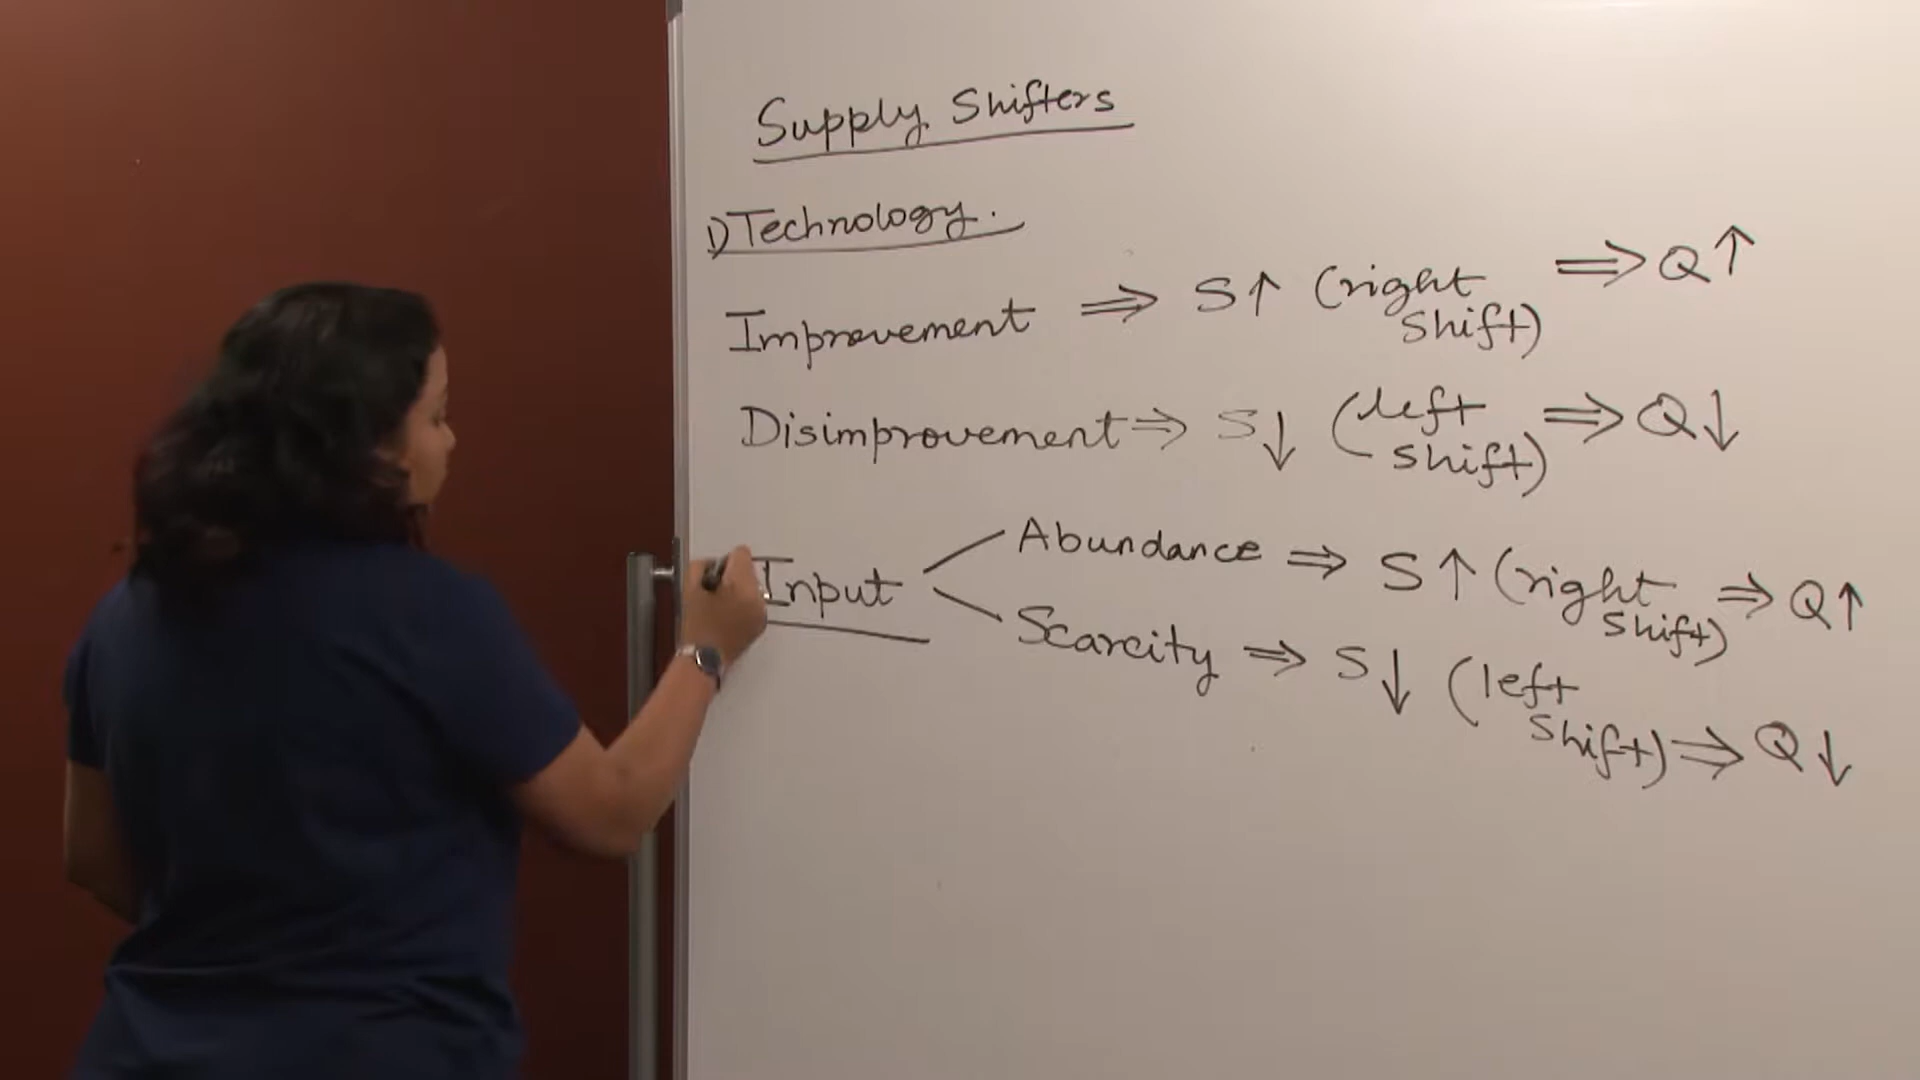 Supply Shifters
1) Technology.
Improvement ⇒ S↑ (right shift) ⇒ Q↑
Disimprovement ⇒ S↓ (left shift) ⇒ Q↓
Input
Abundance ⇒ S↑ (right shift) ⇒ Q↑
Scarcity ⇒ S↓ (left shift) ⇒ Q↓